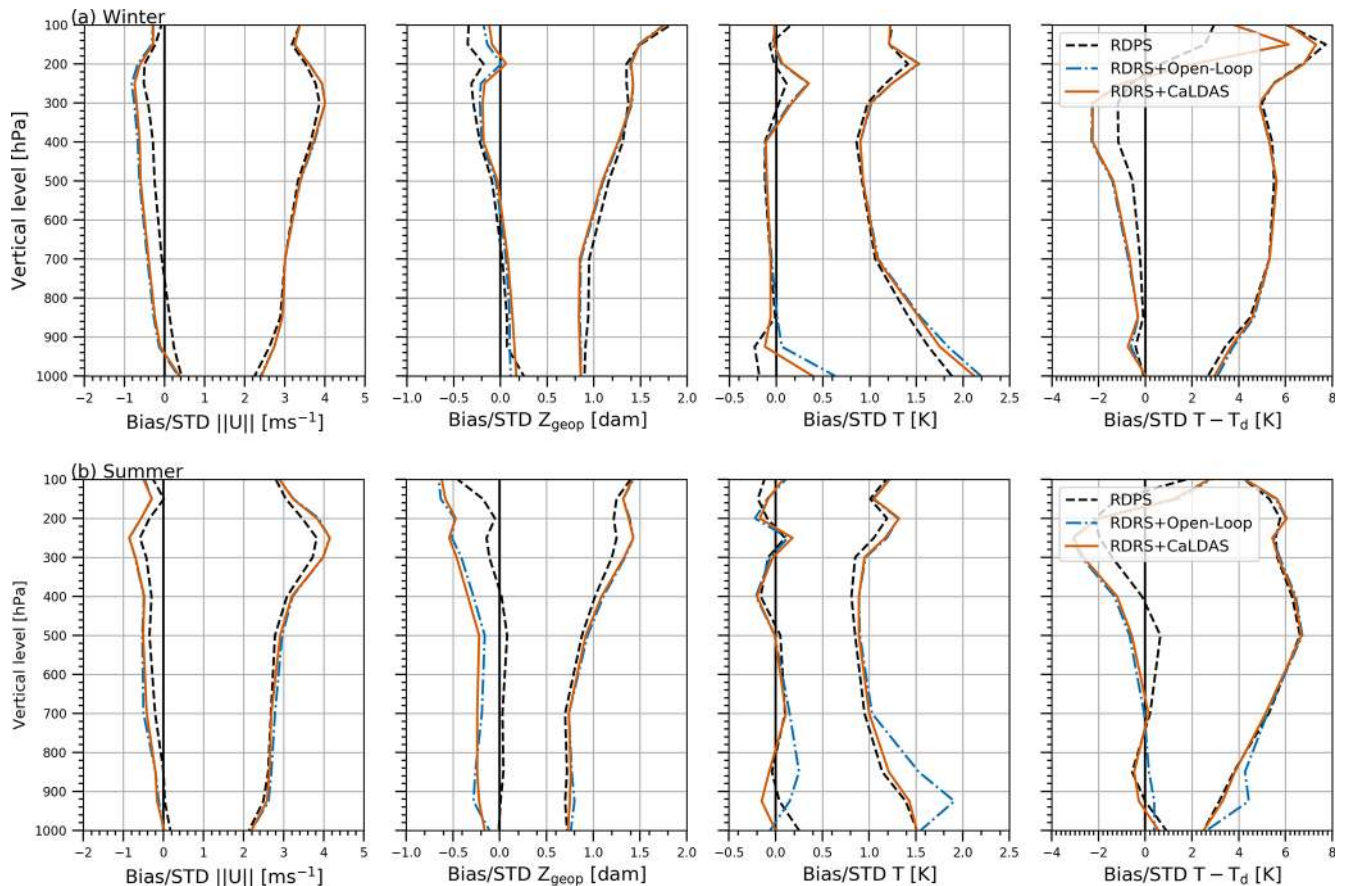 (a) Winter
100
200
300
400
500
600
700
800
900
1000
Vertical level [hPa]
−2 −1 0 1 2 3 4 5
Bias/STD ||U|| [ms⁻¹]
−1.0 −0.5 0.0 0.5 1.0 1.5 2.0
Bias/STD Z_geop [dam]
−0.5 0.0 0.5 1.0 1.5 2.0 2.5
Bias/STD T [K]
−4 −2 0 2 4 6 8
Bias/STD T − T_d [K]
RDPS
RDRS+Open-Loop
RDRS+CaLDAS
(b) Summer
100
200
300
400
500
600
700
800
900
1000
Vertical level [hPa]
−2 −1 0 1 2 3 4 5
Bias/STD ||U|| [ms⁻¹]
−1.0 −0.5 0.0 0.5 1.0 1.5 2.0
Bias/STD Z_geop [dam]
−0.5 0.0 0.5 1.0 1.5 2.0 2.5
Bias/STD T [K]
−4 −2 0 2 4 6 8
Bias/STD T − T_d [K]
RDPS
RDRS+Open-Loop
RDRS+CaLDAS